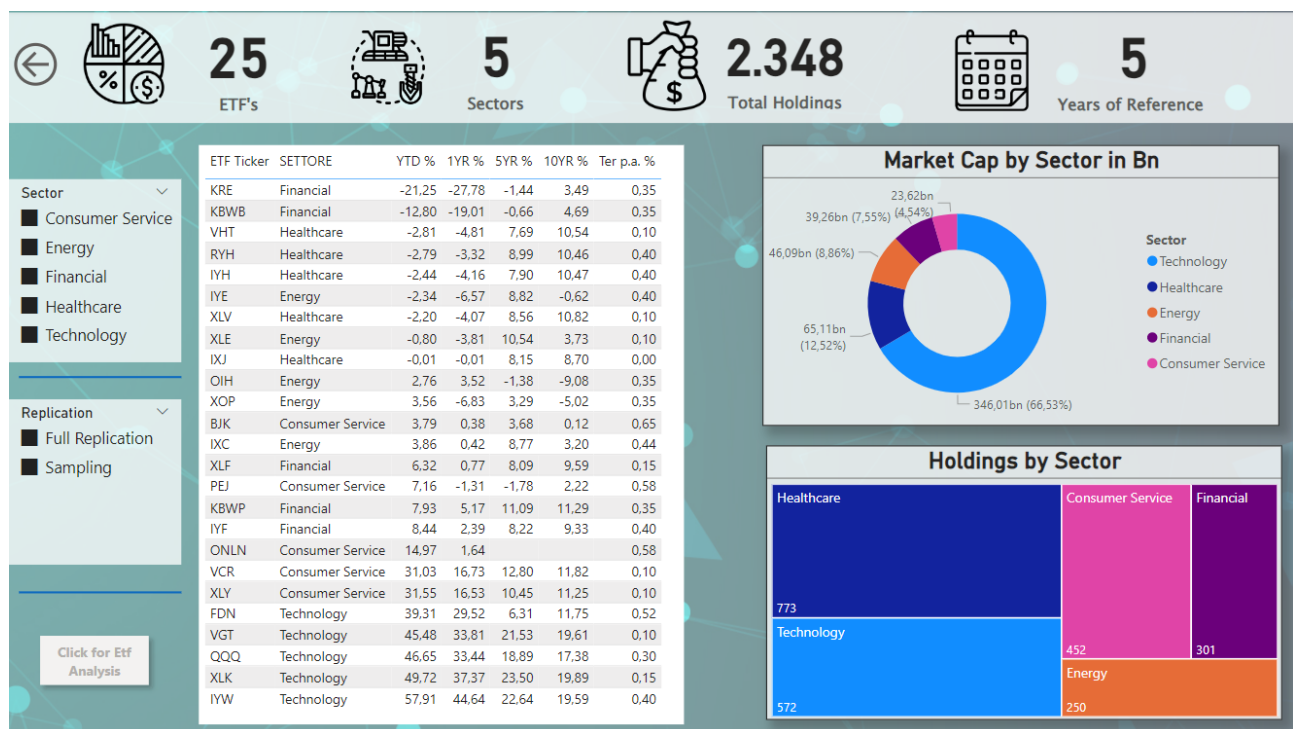 25
ETF's
5
Sectors
2.348
Total Holdings
5
Years of Reference
Sector
Consumer Service
Energy
Financial
Healthcare
Technology
Replication
Full Replication
Sampling
Click for Etf
Analysis
ETF Ticker SETTORE YTD % 1YR % 5YR % 10YR % Ter p.a. %
KRE Financial -21,25 -27,78 -1,44 3,49 0,35
KBWB Financial -12,80 -19,01 -0,66 4,69 0,35
VHT Healthcare -2,81 -4,81 7,69 10,54 0,10
RYH Healthcare -2,79 -3,32 8,99 10,46 0,40
IYH Healthcare -2,44 -4,16 7,90 10,47 0,40
IYE Energy -2,34 -6,57 8,82 -0,62 0,40
XLV Healthcare -2,20 -4,07 8,56 10,82 0,10
XLE Energy -0,80 -3,81 10,54 3,73 0,10
IXJ Healthcare -0,01 -0,01 8,15 8,70 0,00
OIH Energy 2,76 3,52 -1,38 -9,08 0,35
XOP Energy 3,56 -6,83 3,29 -5,02 0,35
BJK Consumer Service 3,79 0,38 3,68 0,12 0,65
IXC Energy 3,86 0,42 8,77 3,20 0,44
XLF Financial 6,32 0,77 8,09 9,59 0,15
PEJ Consumer Service 7,16 -1,31 -1,78 2,22 0,58
KBWP Financial 7,93 5,17 11,09 11,29 0,35
IYF Financial 8,44 2,39 8,22 9,33 0,40
ONLN Consumer Service 14,97 1,64 0,58
VCR Consumer Service 31,03 16,73 12,80 11,82 0,10
XLY Consumer Service 31,55 16,53 10,45 11,25 0,10
FDN Technology 39,31 29,52 6,31 11,75 0,52
VGT Technology 45,48 33,81 21,53 19,61 0,10
QQQ Technology 46,65 33,44 18,89 17,38 0,30
XLK Technology 49,72 37,37 23,50 19,89 0,15
IYW Technology 57,91 44,64 22,64 19,59 0,40
Market Cap by Sector in Bn
23,62bn
(4,54%)
39,26bn (7,55%)
46,09bn (8,86%)
65,11bn
(12,52%)
346,01bn (66,53%)
Sector
Technology
Healthcare
Energy
Financial
Consumer Service
Holdings by Sector
Healthcare
773
Technology
572
Consumer Service
452
Financial
301
Energy
250